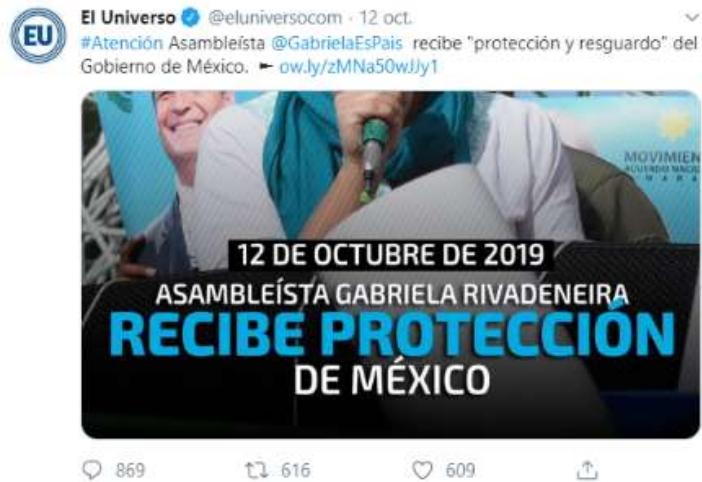 EU
El Universo @eluniversocom · 12 oct.
#Atención Asambleísta @GabrielaEsPais recibe "protección y resguardo" del
Gobierno de México. ► ow.ly/zMNa50wJJy1
MOVIMIEN
12 DE OCTUBRE DE 2019
ASAMBLEÍSTA GABRIELA RIVADENEIRA
RECIBE PROTECCIÓN
DE MÉXICO
869 616 609